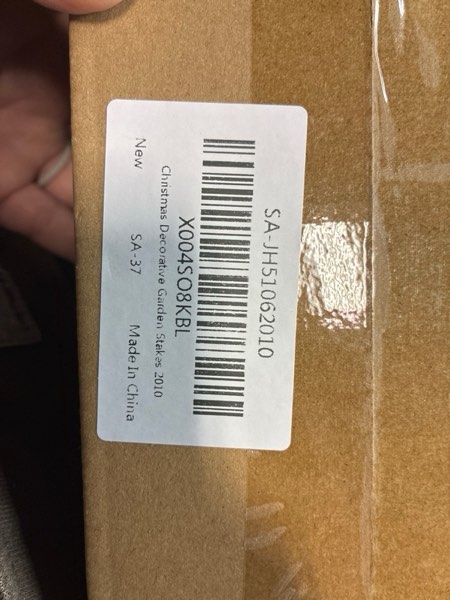 SA-JH51062010
X004SO8KBL
Christmas Decorative Garden Stakes 2010
New SA-37 Made In China